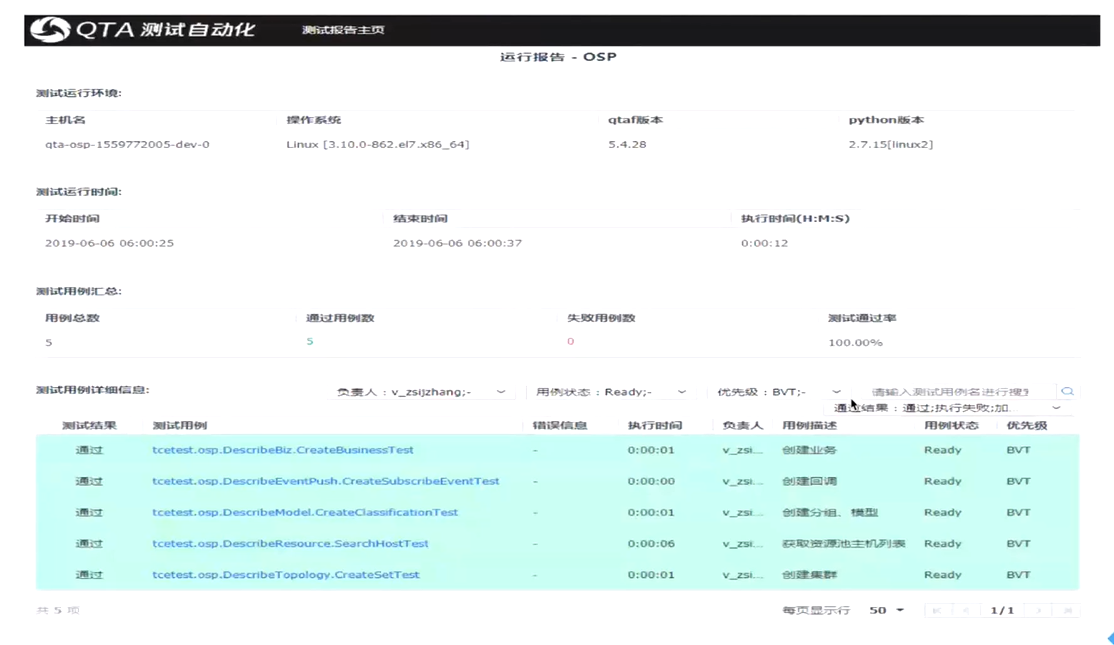 QTA 测试自动化 测试报告主页
运行报告 - OSP
测试运行环境:
主机名 操作系统 qtaf版本 python版本
qta-osp-1559772005-dev-0 Linux [3.10.0-862.el7.x86_64] 5.4.28 2.7.15[linux2]
测试运行时间:
开始时间 结束时间 执行时间(H:M:S)
2019-06-06 06:00:25 2019-06-06 06:00:37 0:00:12
测试用例汇总:
用例总数 通过用例数 失败用例数 测试通过率
5 5 0 100.00%
测试用例详细信息: 负责人 : v_zsijzhang;- 用例状态 : Ready;- 优先级 : BVT;- 请输入测试用例名进行搜
通过结果 : 通过;执行失败;加...
测试结果 测试用例 错误信息 执行时间 负责人 用例描述 用例状态 优先级
通过 tcetest.osp.DescribeBiz.CreateBusinessTest - 0:00:01 v_zsi... 创建业务 Ready BVT
通过 tcetest.osp.DescribeEventPush.CreateSubscribeEventTest - 0:00:00 v_zsi... 创建回调 Ready BVT
通过 tcetest.osp.DescribeModel.CreateClassificationTest - 0:00:01 v_zsi... 创建分组、模型 Ready BVT
通过 tcetest.osp.DescribeResource.SearchHostTest - 0:00:06 v_zsi... 获取资源池主机列表 Ready BVT
通过 tcetest.osp.DescribeTopology.CreateSetTest - 0:00:01 v_zsi... 创建集群 Ready BVT
共 5 项 每页显示行 50 1/1